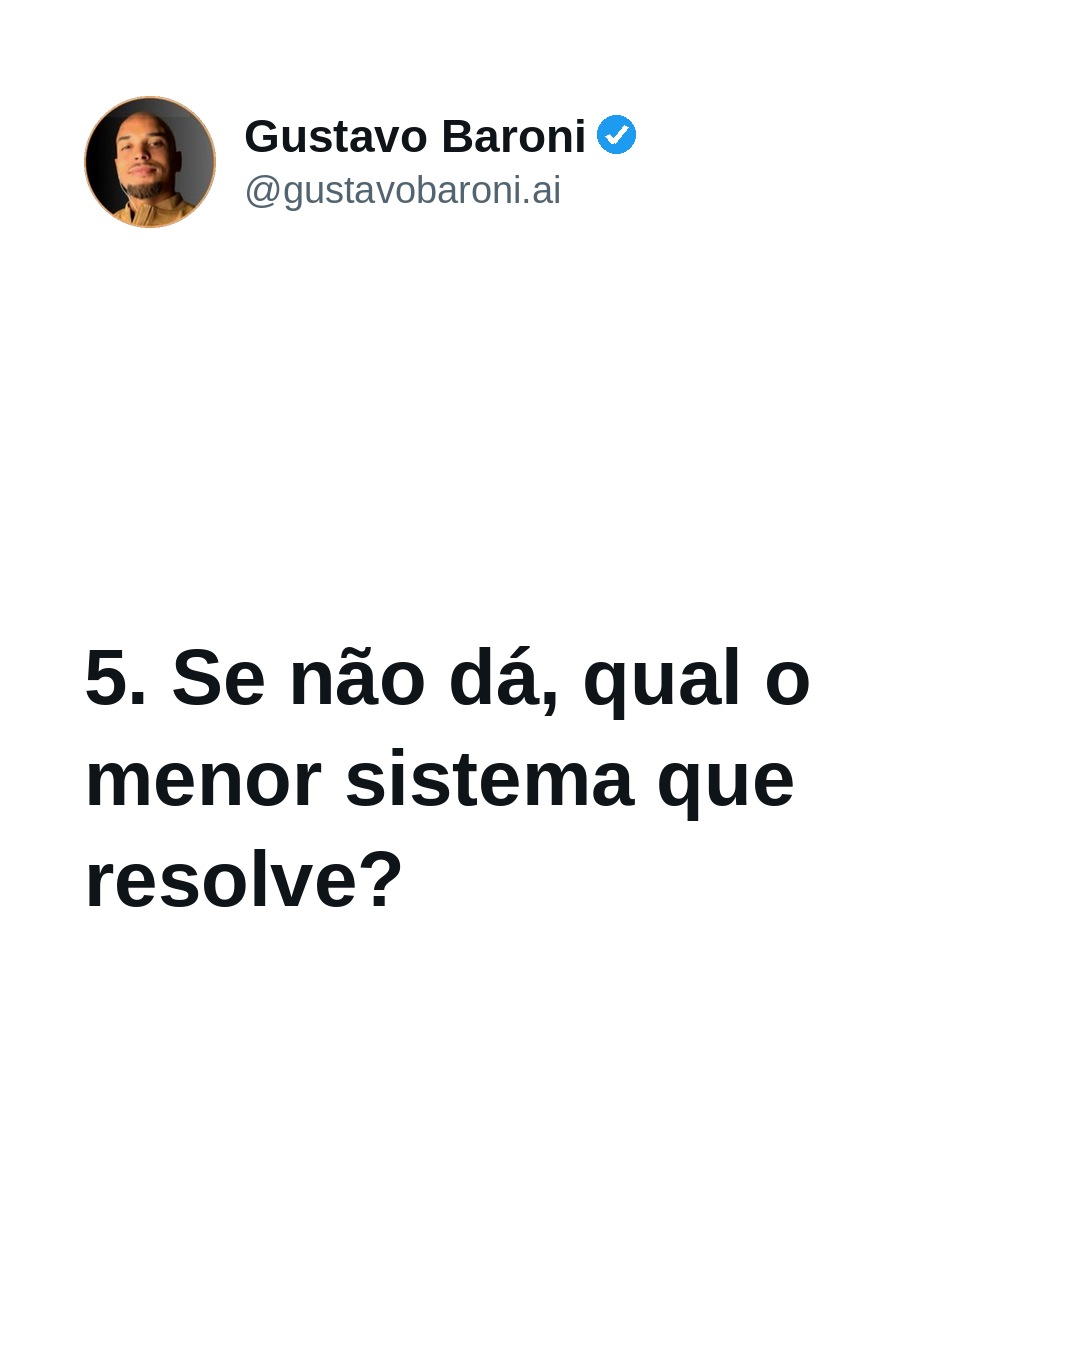 Gustavo Baroni
@gustavobaroni.ai
5. Se não dá, qual o
menor sistema que
resolve?